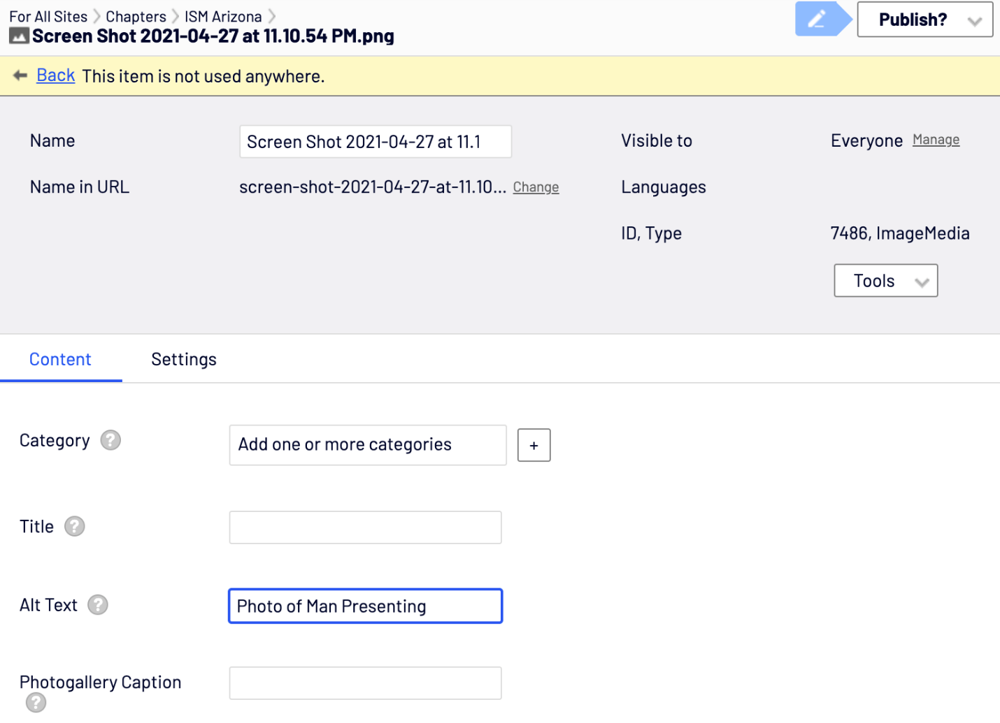 For All Sites Chapters ISM Arizona
Screen Shot 2021-04-27 at 11.10.54 PM.png
Publish?
Back This item is not used anywhere.
Name Screen Shot 2021-04-27 at 11.1 Visible to Everyone Manage
Name in URL screen-shot-2021-04-27-at-11.10... Change Languages
ID, Type 7486, ImageMedia
Tools
Content Settings
Category ? Add one or more categories +
Title ?
Alt Text ? Photo of Man Presenting
Photogallery Caption
?